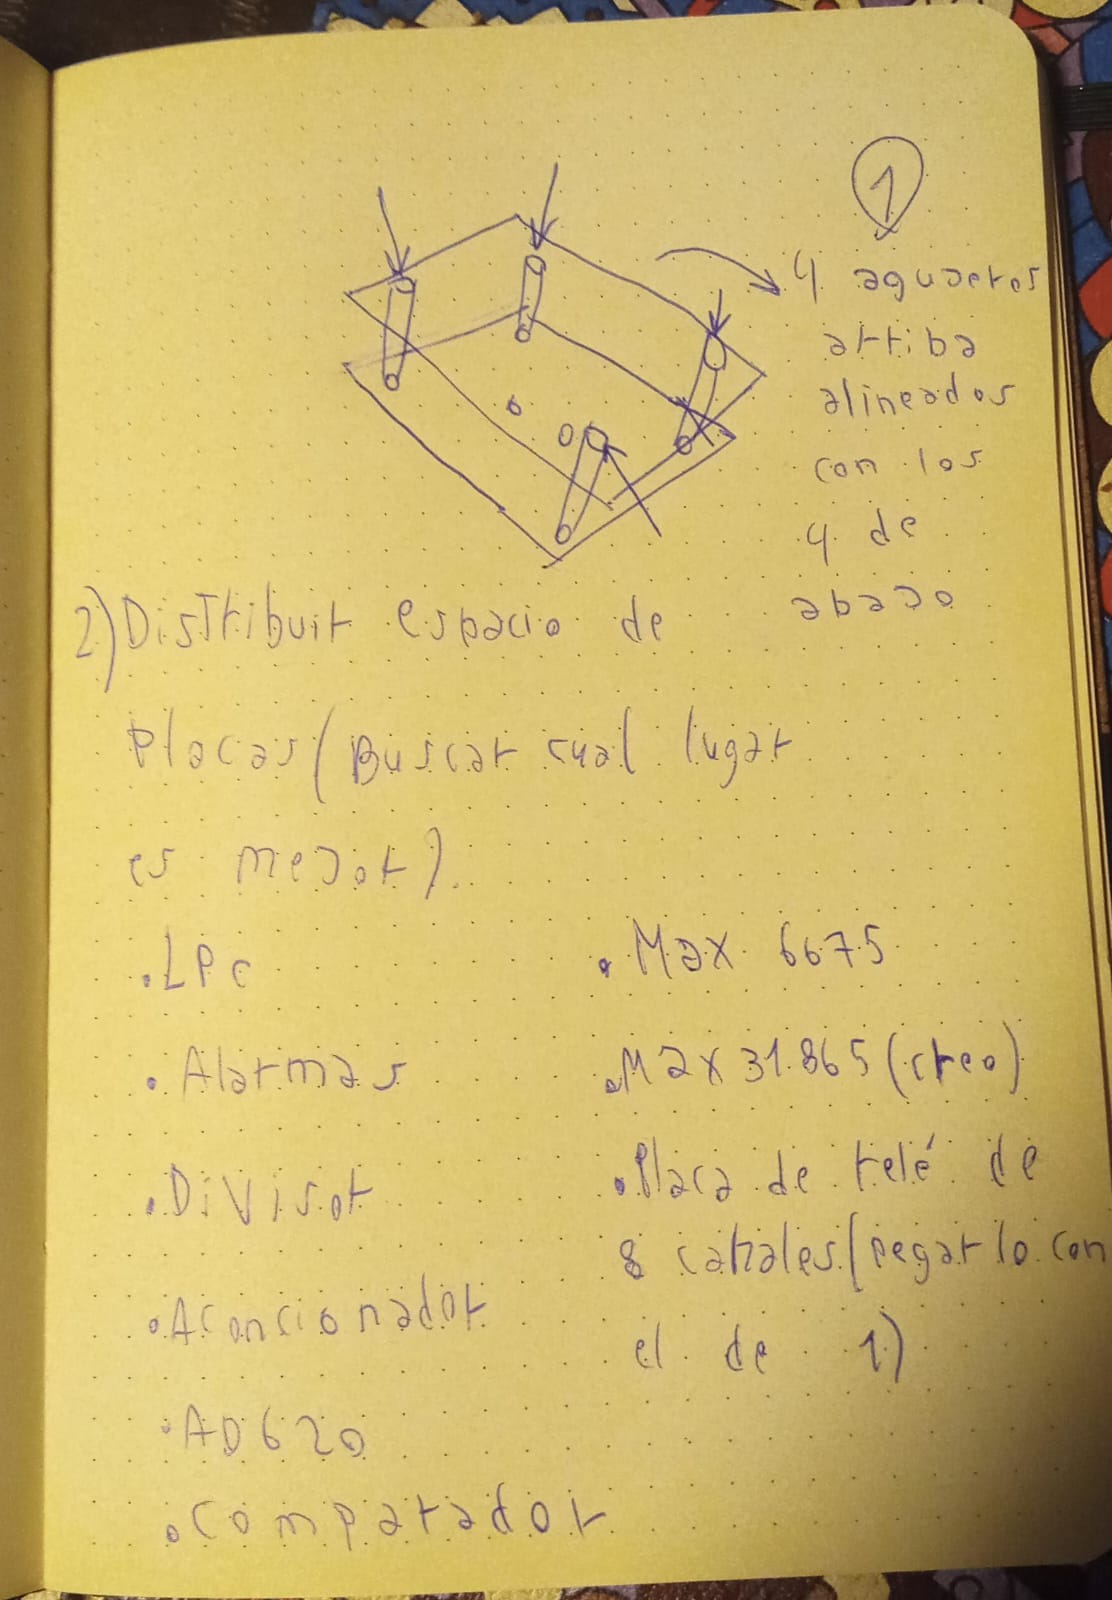 1
4 agujeros
arriba
alineados
con los
4 de
abajo
2) Distribuir espacio de
Placas (Buscar cual lugar
es mejor).
• LPC
• Alarmas
• Divisor
• Aconcionador
• AD620
• Comparador
• Max 6675
• Max 31865 (creo)
• Placa de relé de
8 canales (pegarlo con
el de 1)